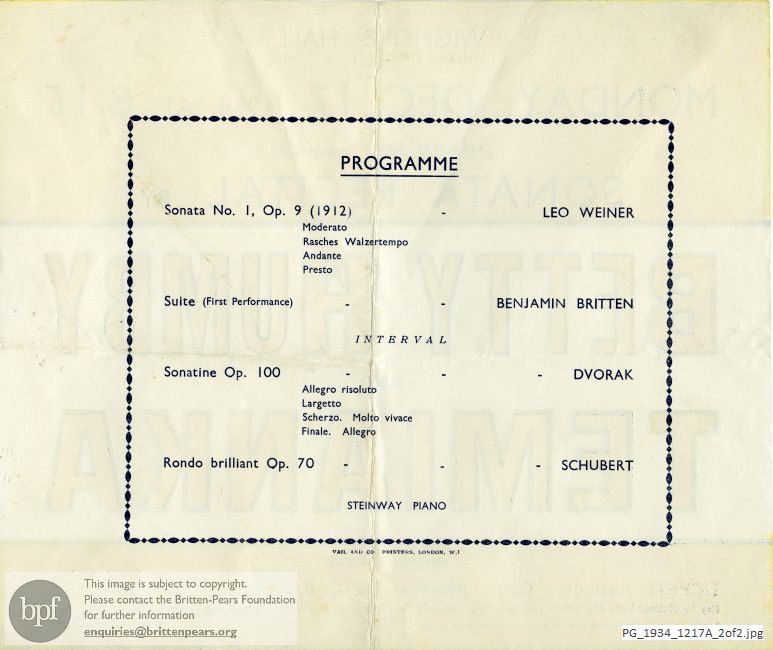 PROGRAMME
Sonata No. 1, Op. 9 (1912) - LEO WEINER
Moderato
Rasches Walzertempo
Andante
Presto
Suite (First Performance) - - BENJAMIN BRITTEN
INTERVAL
Sonatine Op. 100 - - - DVORAK
Allegro risoluto
Largetto
Scherzo. Molto vivace
Finale. Allegro
Rondo brilliant Op. 70 - - - SCHUBERT
STEINWAY PIANO
VAIL AND CO PRINTERS, LONDON, W.1
bpf
This image is subject to copyright.
Please contact the Britten-Pears Foundation
for further information
enquiries@brittenpears.org
PG_1934_1217A_2of2.jpg